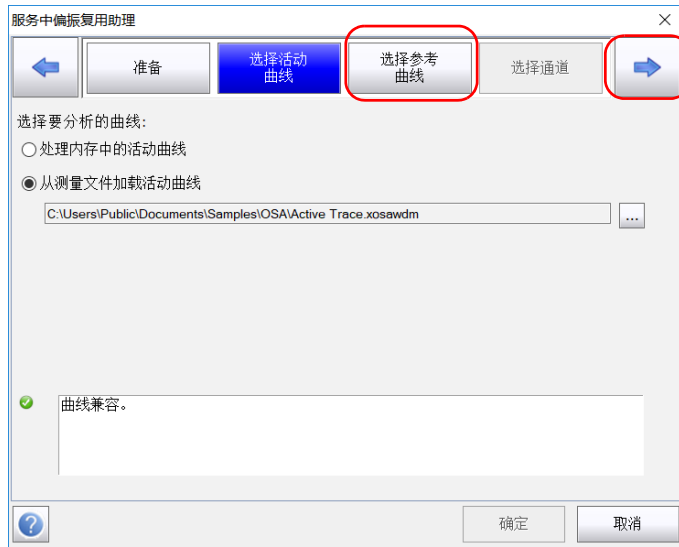 服务中偏振复用助理
准备
选择活动
曲线
选择参考
曲线
选择通道
选择要分析的曲线:
处理内存中的活动曲线
从测量文件加载活动曲线
C:\Users\Public\Documents\Samples\OSA\Active Trace.xosawdm
...
曲线兼容。
?
确定
取消